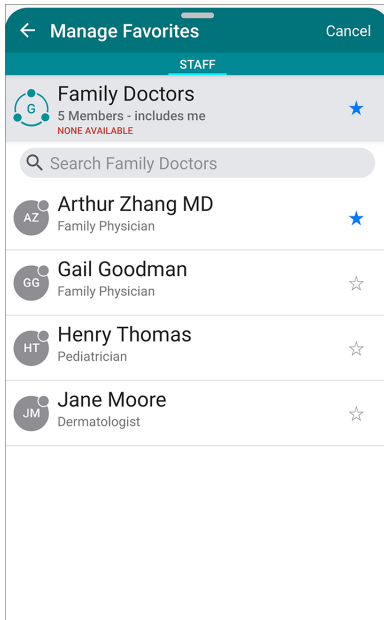 Manage Favorites
Cancel
STAFF
G
Family Doctors
5 Members - includes me
NONE AVAILABLE
Search Family Doctors
AZ
Arthur Zhang MD
Family Physician
GG
Gail Goodman
Family Physician
HT
Henry Thomas
Pediatrician
JM
Jane Moore
Dermatologist